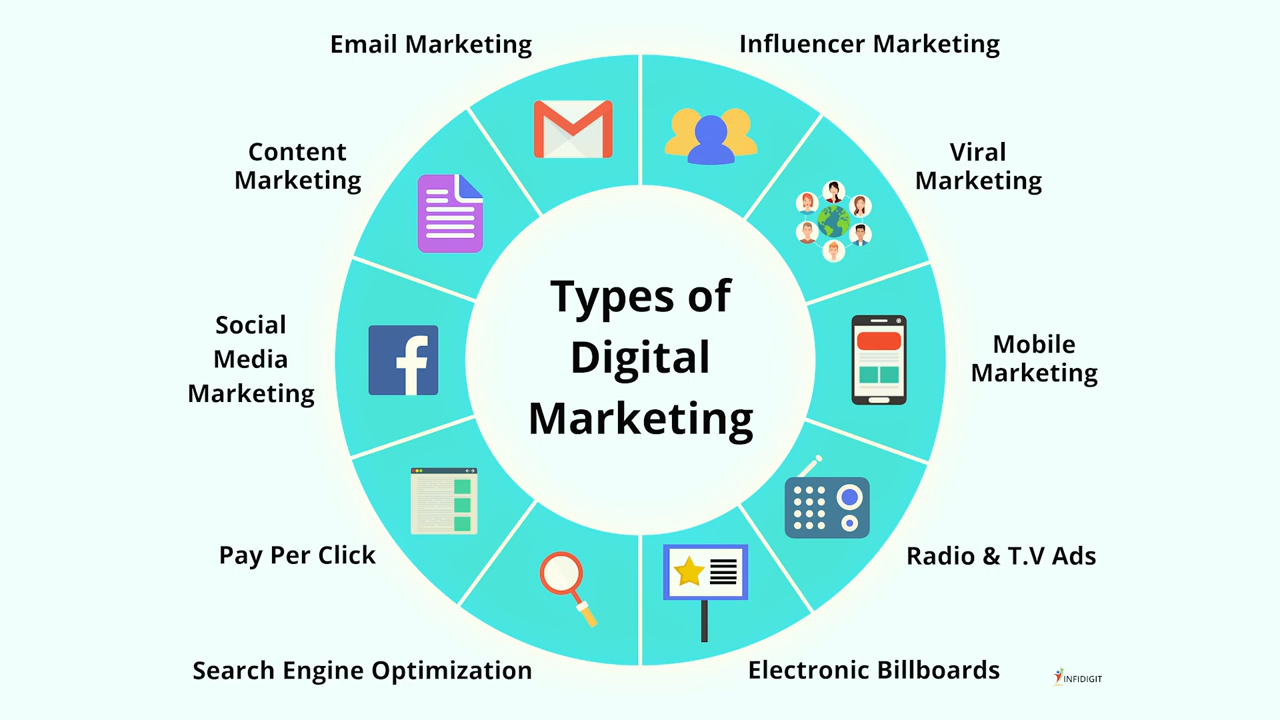 Email Marketing
Influencer Marketing
Content
Marketing
Viral
Marketing
Types of
Digital
Marketing
Social
Media
Marketing
Mobile
Marketing
Pay Per Click
Radio & T.V Ads
Search Engine Optimization
Electronic Billboards
INFIDIGIT